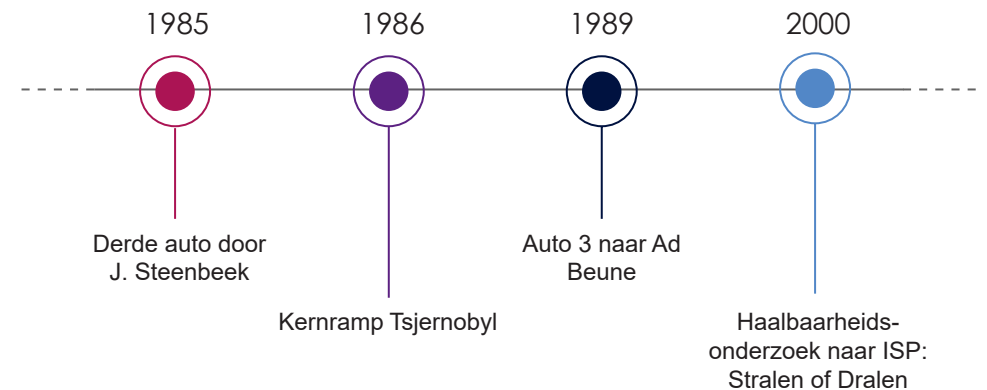 1985
1986
1989
2000
Derde auto door
J. Steenbeek
Kernramp Tsjernobyl
Auto 3 naar Ad
Beune
Haalbaarheids-
onderzoek naar ISP:
Stralen of Dralen